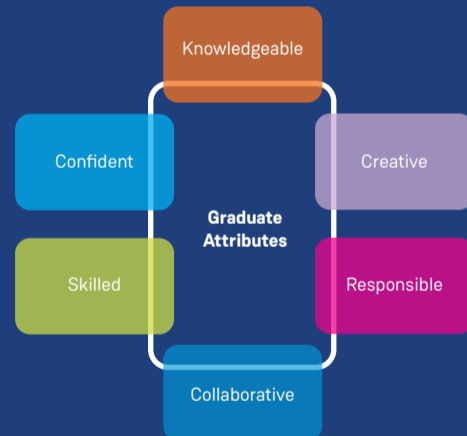 Knowledgeable
Confident
Creative
Graduate
Attributes
Skilled
Responsible
Collaborative